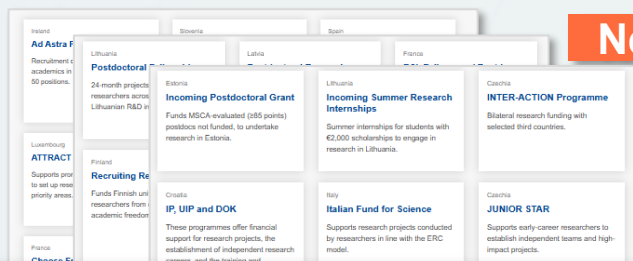 Ireland
Ad Astra F
Recruitment
academics in
50 positions.
Luxembourg
ATTRACT
Supports pro
to set up rese
priority areas.
France
Slovenia
Spain
Lithuania
Postdoctoral
24-month projects
researchers acros
Lithuanian R&D in
Finland
Recruiting Re
Funds Finnish uni
researchers from
academic freedom
Latvia
France
Estonia
Incoming Postdoctoral Grant
Funds MSCA-evaluated (≥85 points)
postdocs not funded, to undertake
research in Estonia.
Lithuania
Incoming Summer Research
Internships
Summer internships for students with
€2,000 scholarships to engage in
research in Lithuania.
Czechia
INTER-ACTION Programme
Bilateral research funding with
selected third countries.
Croatia
IP, UIP and DOK
These programmes offer financial
support for research projects, the
establishment of independent research
careers, and the training and
Italy
Italian Fund for Science
Supports research projects conducted
by researchers in line with the ERC
model.
Czechia
JUNIOR STAR
Supports early-career researchers to
establish independent teams and high-
impact projects.